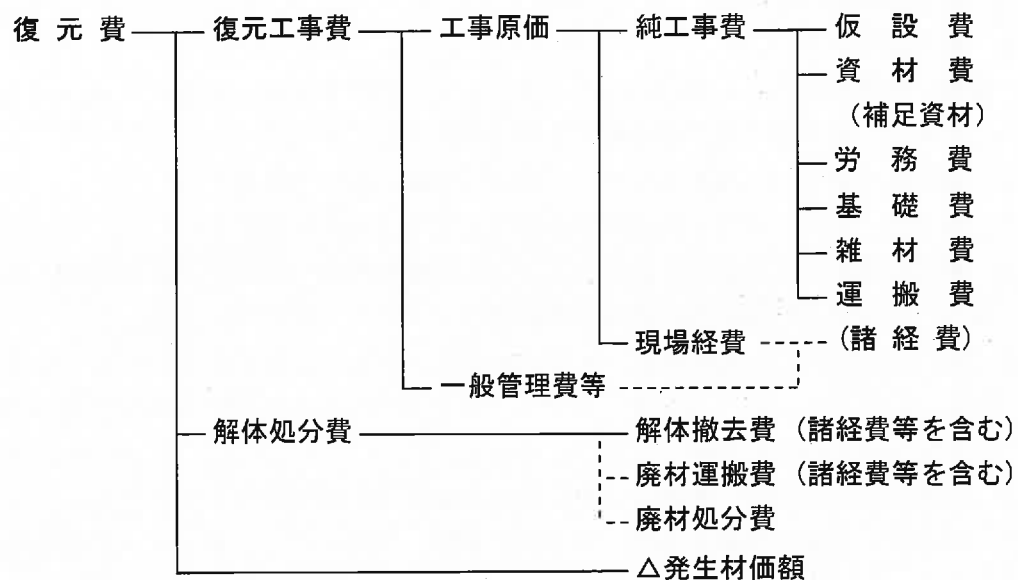 復元費 復元工事費 工事原価 純工事費 仮設費
資材費
(補足資材)
労務費
基礎費
雑材費
運搬費
現場経費 (諸経費)
一般管理費等
解体処分費 解体撤去費 (諸経費等を含む)
廃材運搬費 (諸経費等を含む)
廃材処分費
△発生材価額